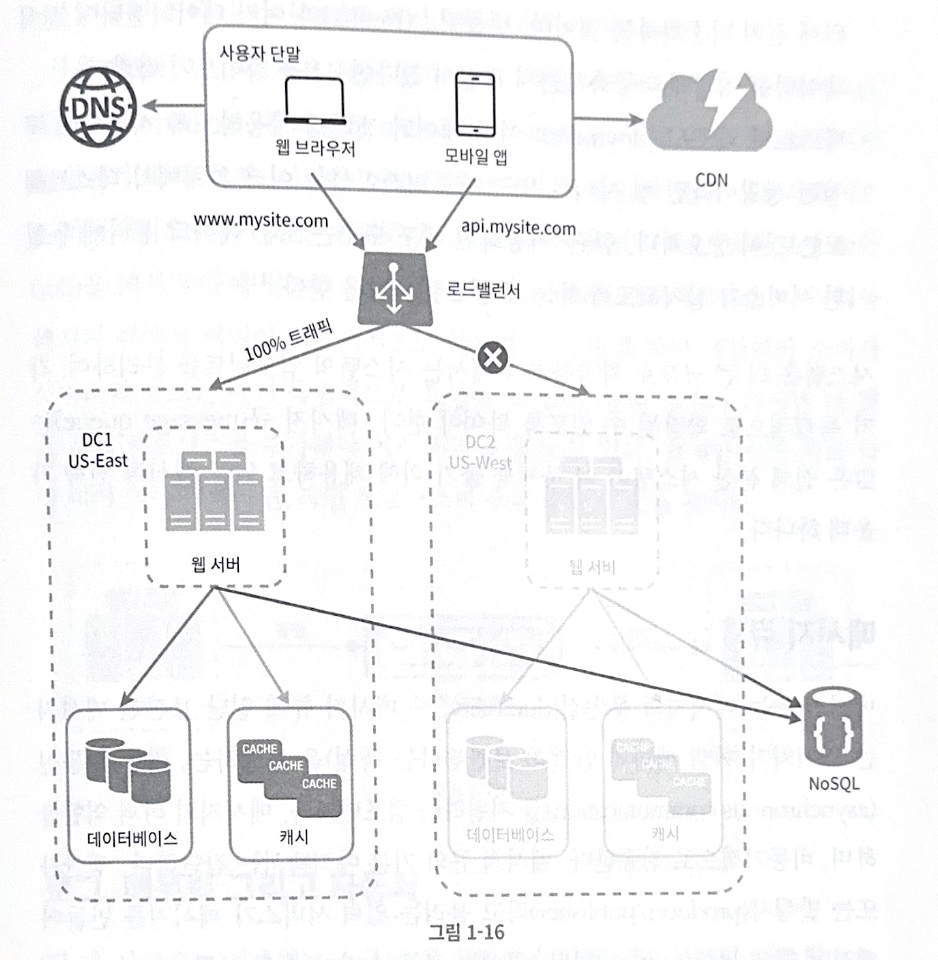 사용자 단말
DNS
웹 브라우저
모바일 앱
CDN
www.mysite.com
api.mysite.com
로드밸런서
100% 트래픽
DC1
US-East
DC2
US-West
웹 서버
웹 서버
데이터베이스
CACHE
CACHE
CACHE
캐시
데이터베이스
CACHE
CACHE
CACHE
캐시
NoSQL
그림 1-16